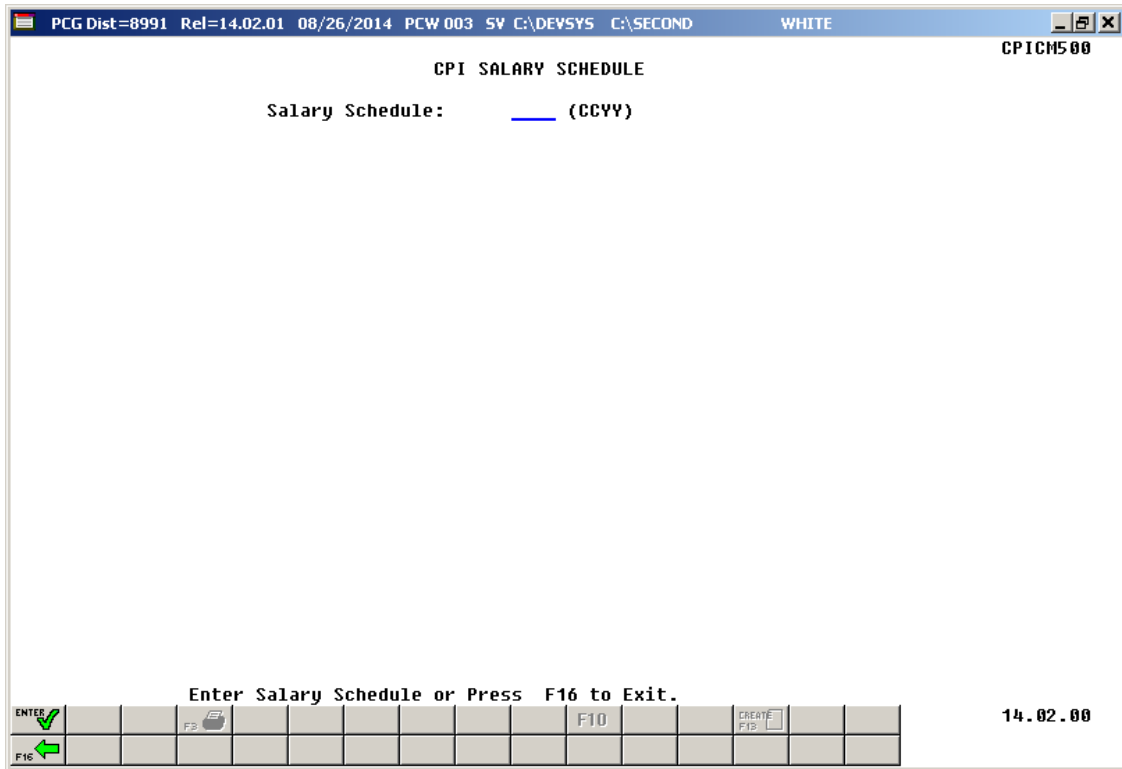 PCG Dist=8991 Rel=14.02.01 08/26/2014 PCW 003 SV C:\DEVSYS C:\SECOND WHITE
CPICM500
CPI SALARY SCHEDULE
Salary Schedule: ____ (CCYY)
Enter Salary Schedule or Press F16 to Exit.
ENTER
F3
F10
CREATE
F13
14.02.00
F16